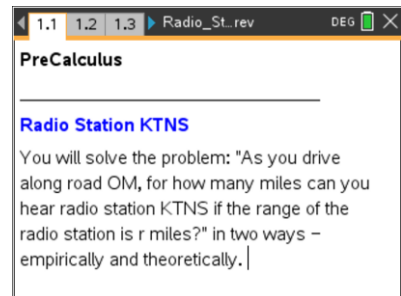 1.1 1.2 1.3 Radio_St...rev DEG
PreCalculus
Radio Station KTNS
You will solve the problem: "As you drive
along road OM, for how many miles can you
hear radio station KTNS if the range of the
radio station is r miles?" in two ways –
empirically and theoretically.